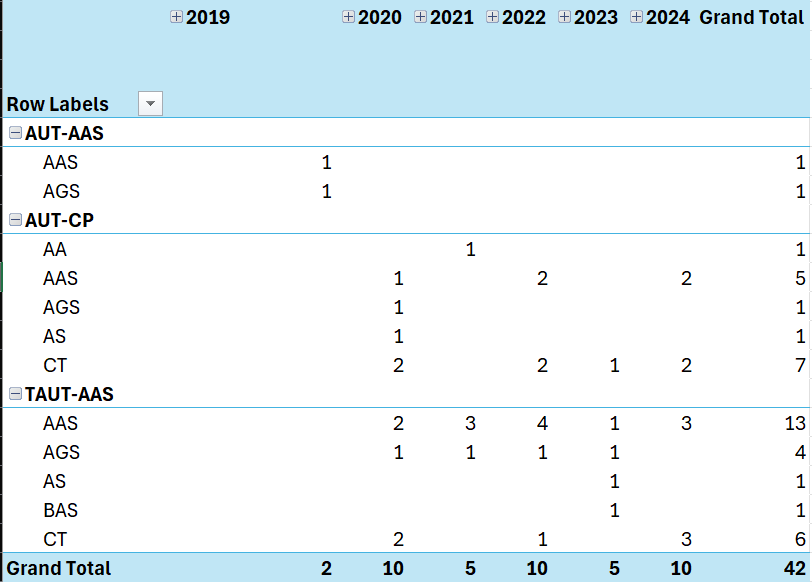 2019 2020 2021 2022 2023 2024 Grand Total
Row Labels
AUT-AAS
AAS 1 1
AGS 1 1
AUT-CP
AA 1 1
AAS 1 2 2 5
AGS 1 1
AS 1 1
CT 2 2 1 2 7
TAUT-AAS
AAS 2 3 4 1 3 13
AGS 1 1 1 1 4
AS 1 1
BAS 1 1
CT 2 1 3 6
Grand Total 2 10 5 10 5 10 42